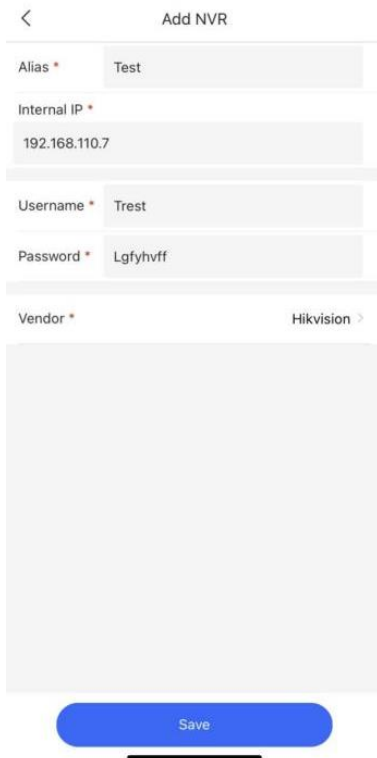 Add NVR
Alias * Test
Internal IP *
192.168.110.7
Username * Trest
Password * Lgfyhvff
Vendor * Hikvision
Save